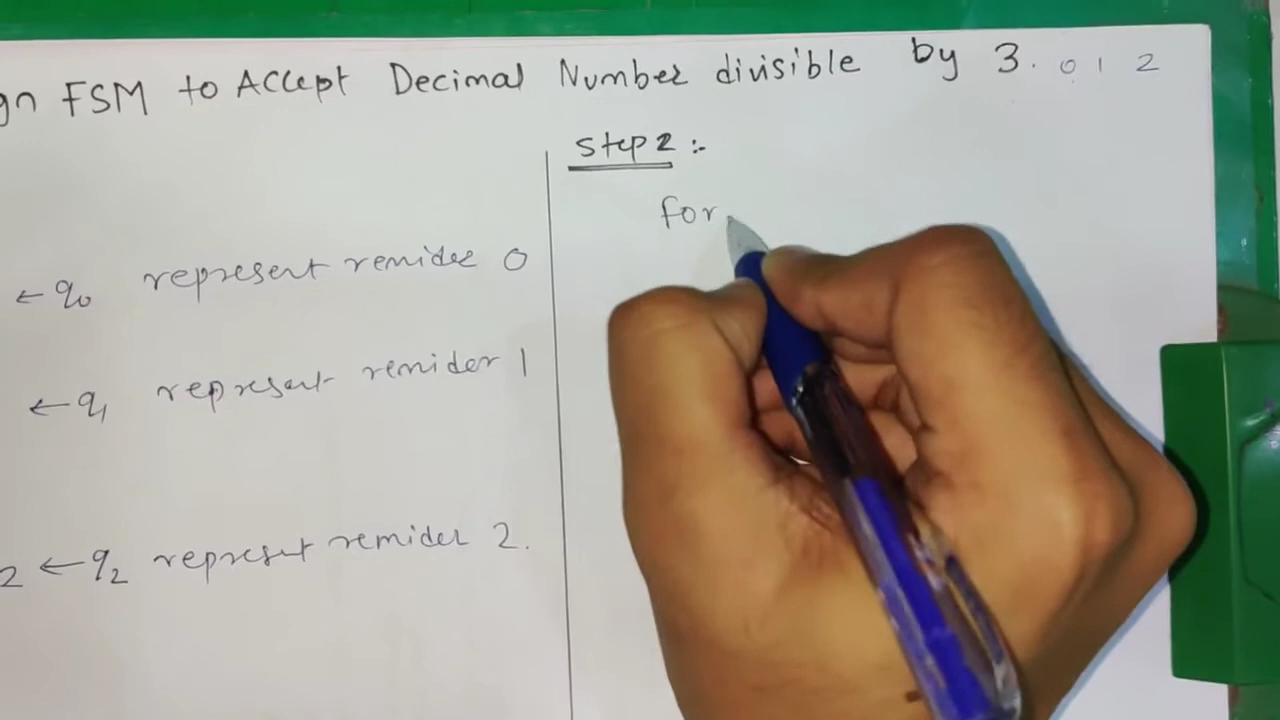 gn FSM to Accept Decimal Number divisible by 3. 0 1 2
Step 2 :-
for
← q0 represent remider 0
← q1 represent remider 1
2 ← q2 represent remider 2.